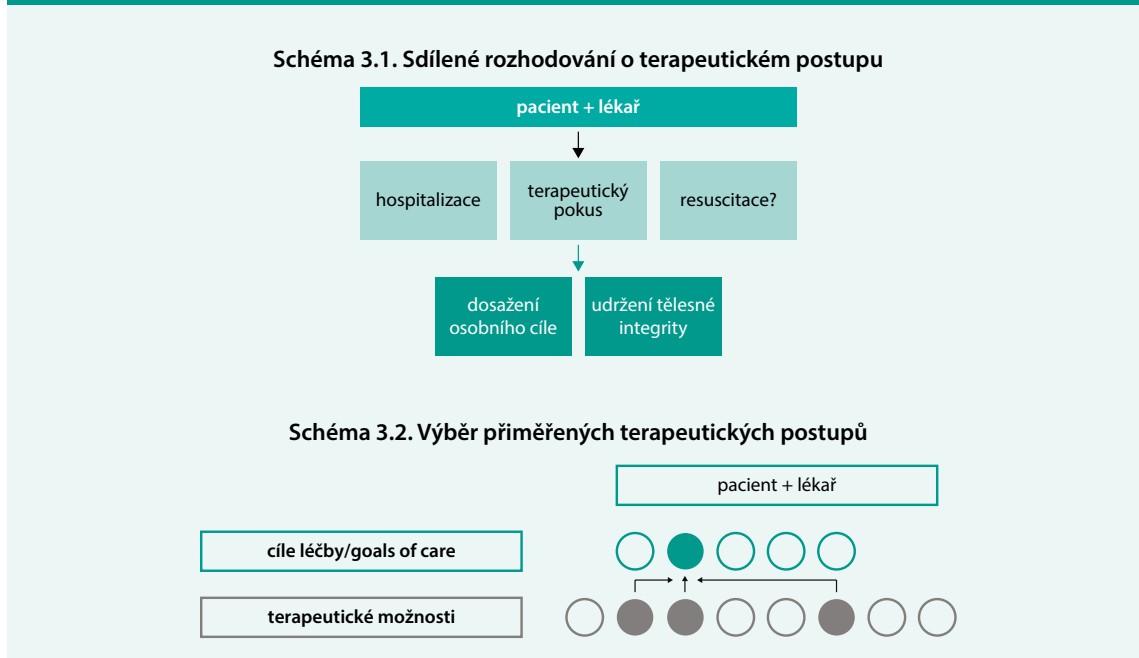 Schéma 3.1. Sdílené rozhodování o terapeutickém postupu
pacient + lékař
hospitalizace
terapeutický
pokus
resuscitace?
dosažení
osobního cíle
udržení tělesné
integrity
Schéma 3.2. Výběr přiměřených terapeutických postupů
pacient + lékař
cíle léčby/goals of care
terapeutické možnosti